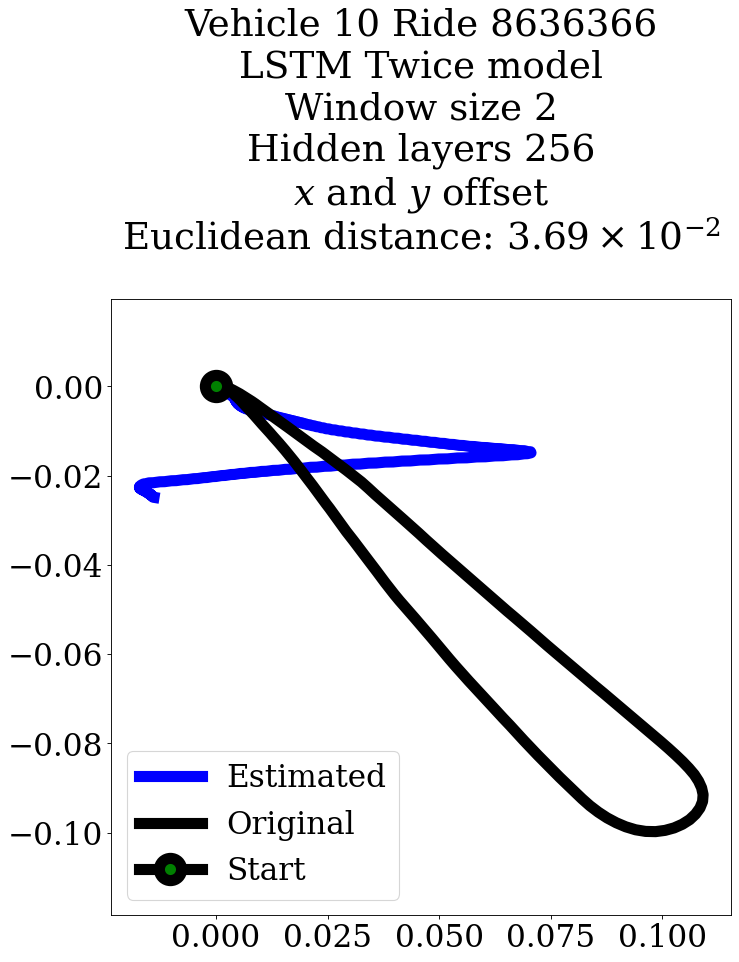 Vehicle 10 Ride 8636366
LSTM Twice model
Window size 2
Hidden layers 256
x and y offset
Euclidean distance: 3.69 × 10⁻²
0.00
−0.02
−0.04
−0.06
−0.08
−0.10
Estimated
Original
Start
0.000 0.025 0.050 0.075 0.100